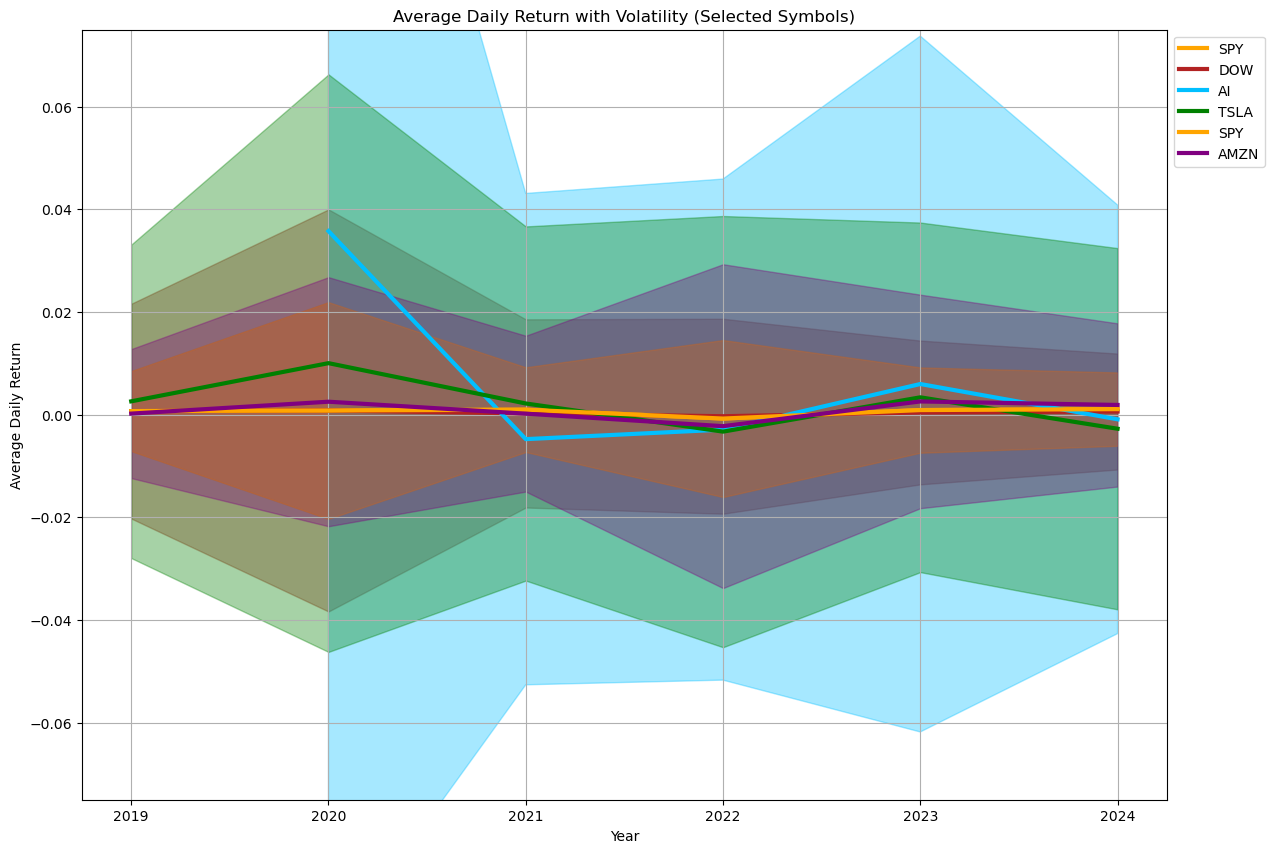 Average Daily Return with Volatility (Selected Symbols)
SPY
DOW
AI
TSLA
SPY
AMZN
Average Daily Return
0.06
0.04
0.02
0.00
−0.02
−0.04
−0.06
2019 2020 2021 2022 2023 2024
Year